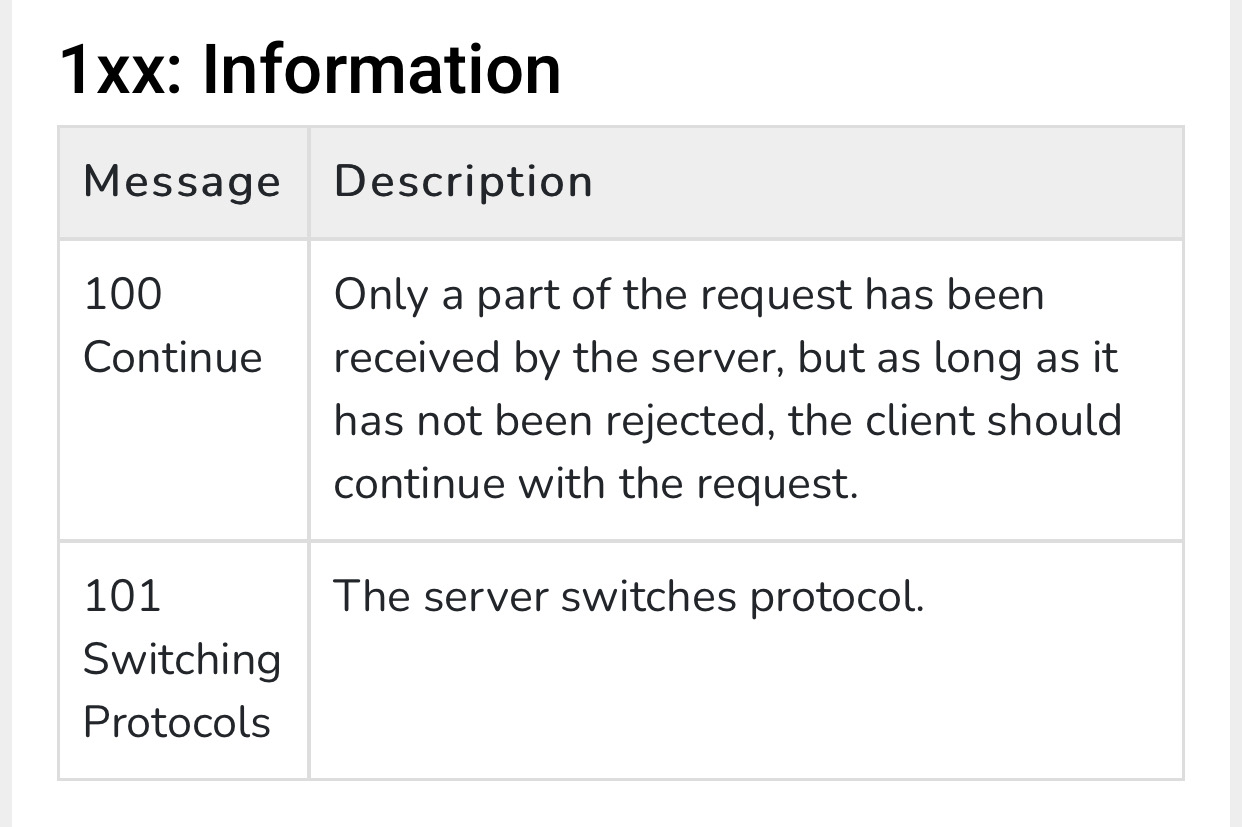 1xx: Information
Message
Description
100
Continue
Only a part of the request has been
received by the server, but as long as it
has not been rejected, the client should
continue with the request.
101
Switching
Protocols
The server switches protocol.